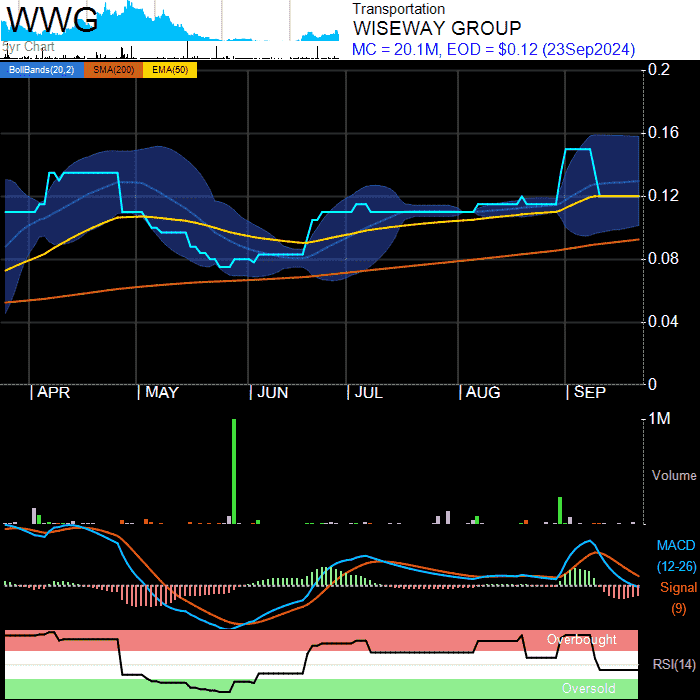 WWG
5yr Chart
Transportation
WISEWAY GROUP
MC = 20.1M, EOD = $0.12 (23Sep2024)
BollBands(20,2) SMA(200) EMA(50)
0.2
0.16
0.12
0.08
0.04
0
APR MAY JUN JUL AUG SEP
1M
Volume
MACD
(12-26)
Signal
(9)
Overbought
RSI(14)
Oversold